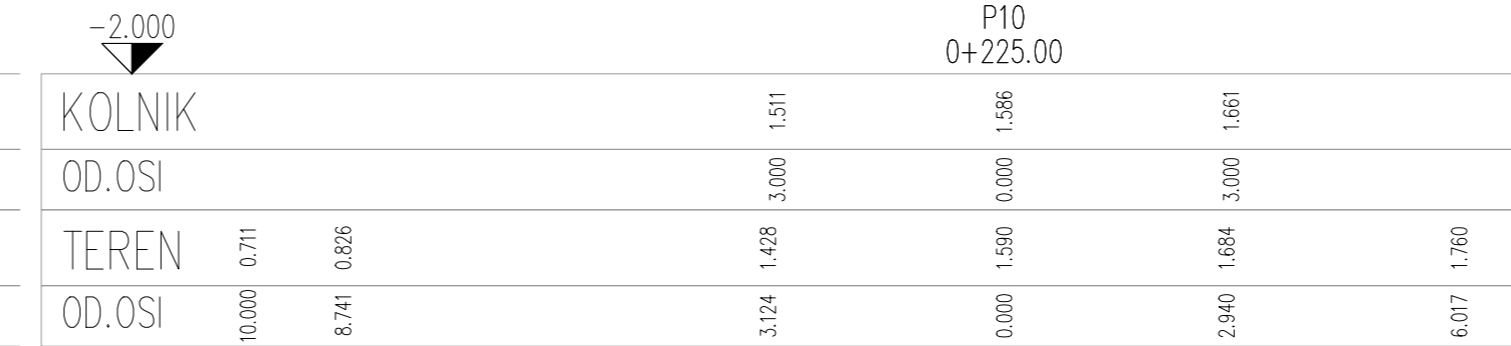 -2.000
P10
0+225.00
KOLNIK 1.511 1.586 1.661
OD.OSI 3.000 0.000 3.000
TEREN 0.711 0.826 1.428 1.590 1.684 1.760
OD.OSI 10.000 8.741 3.124 0.000 2.940 6.017